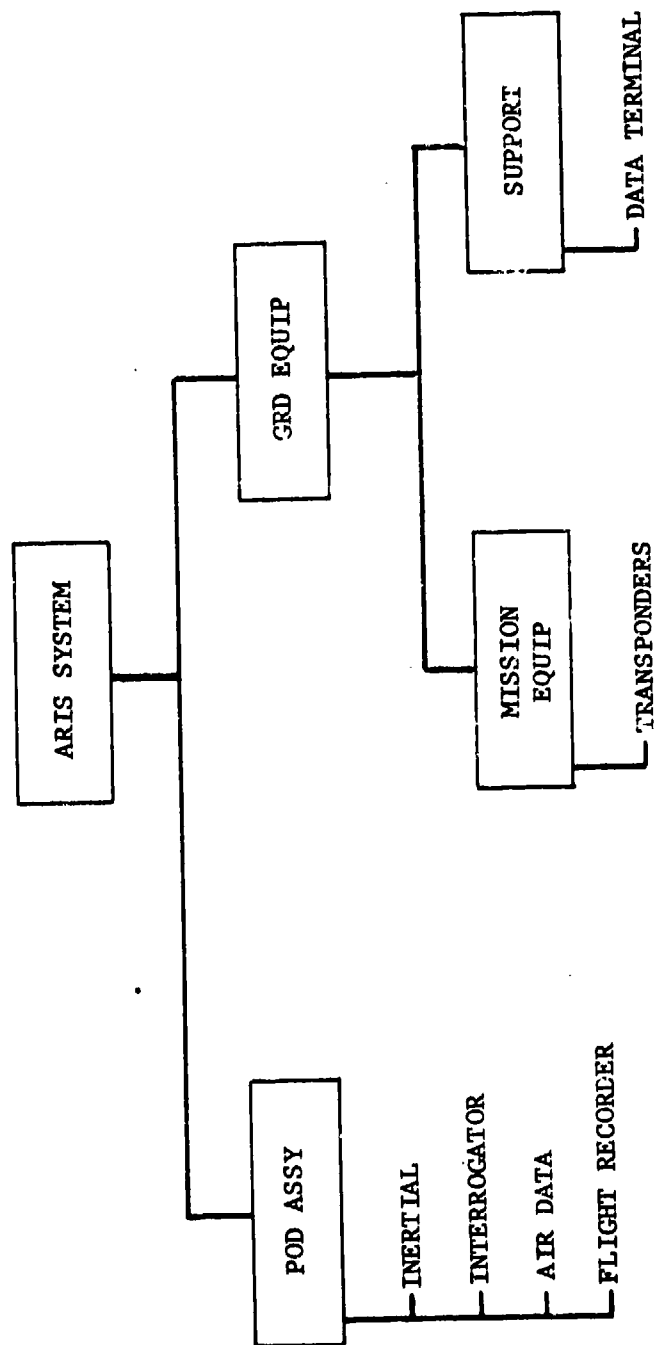 ARIS SYSTEM
POD ASSY
GRD EQUIP
INERTIAL
INTERROGATOR
AIR DATA
FLIGHT RECORDER
MISSION
EQUIP
SUPPORT
TRANSPONDERS
DATA TERMINAL